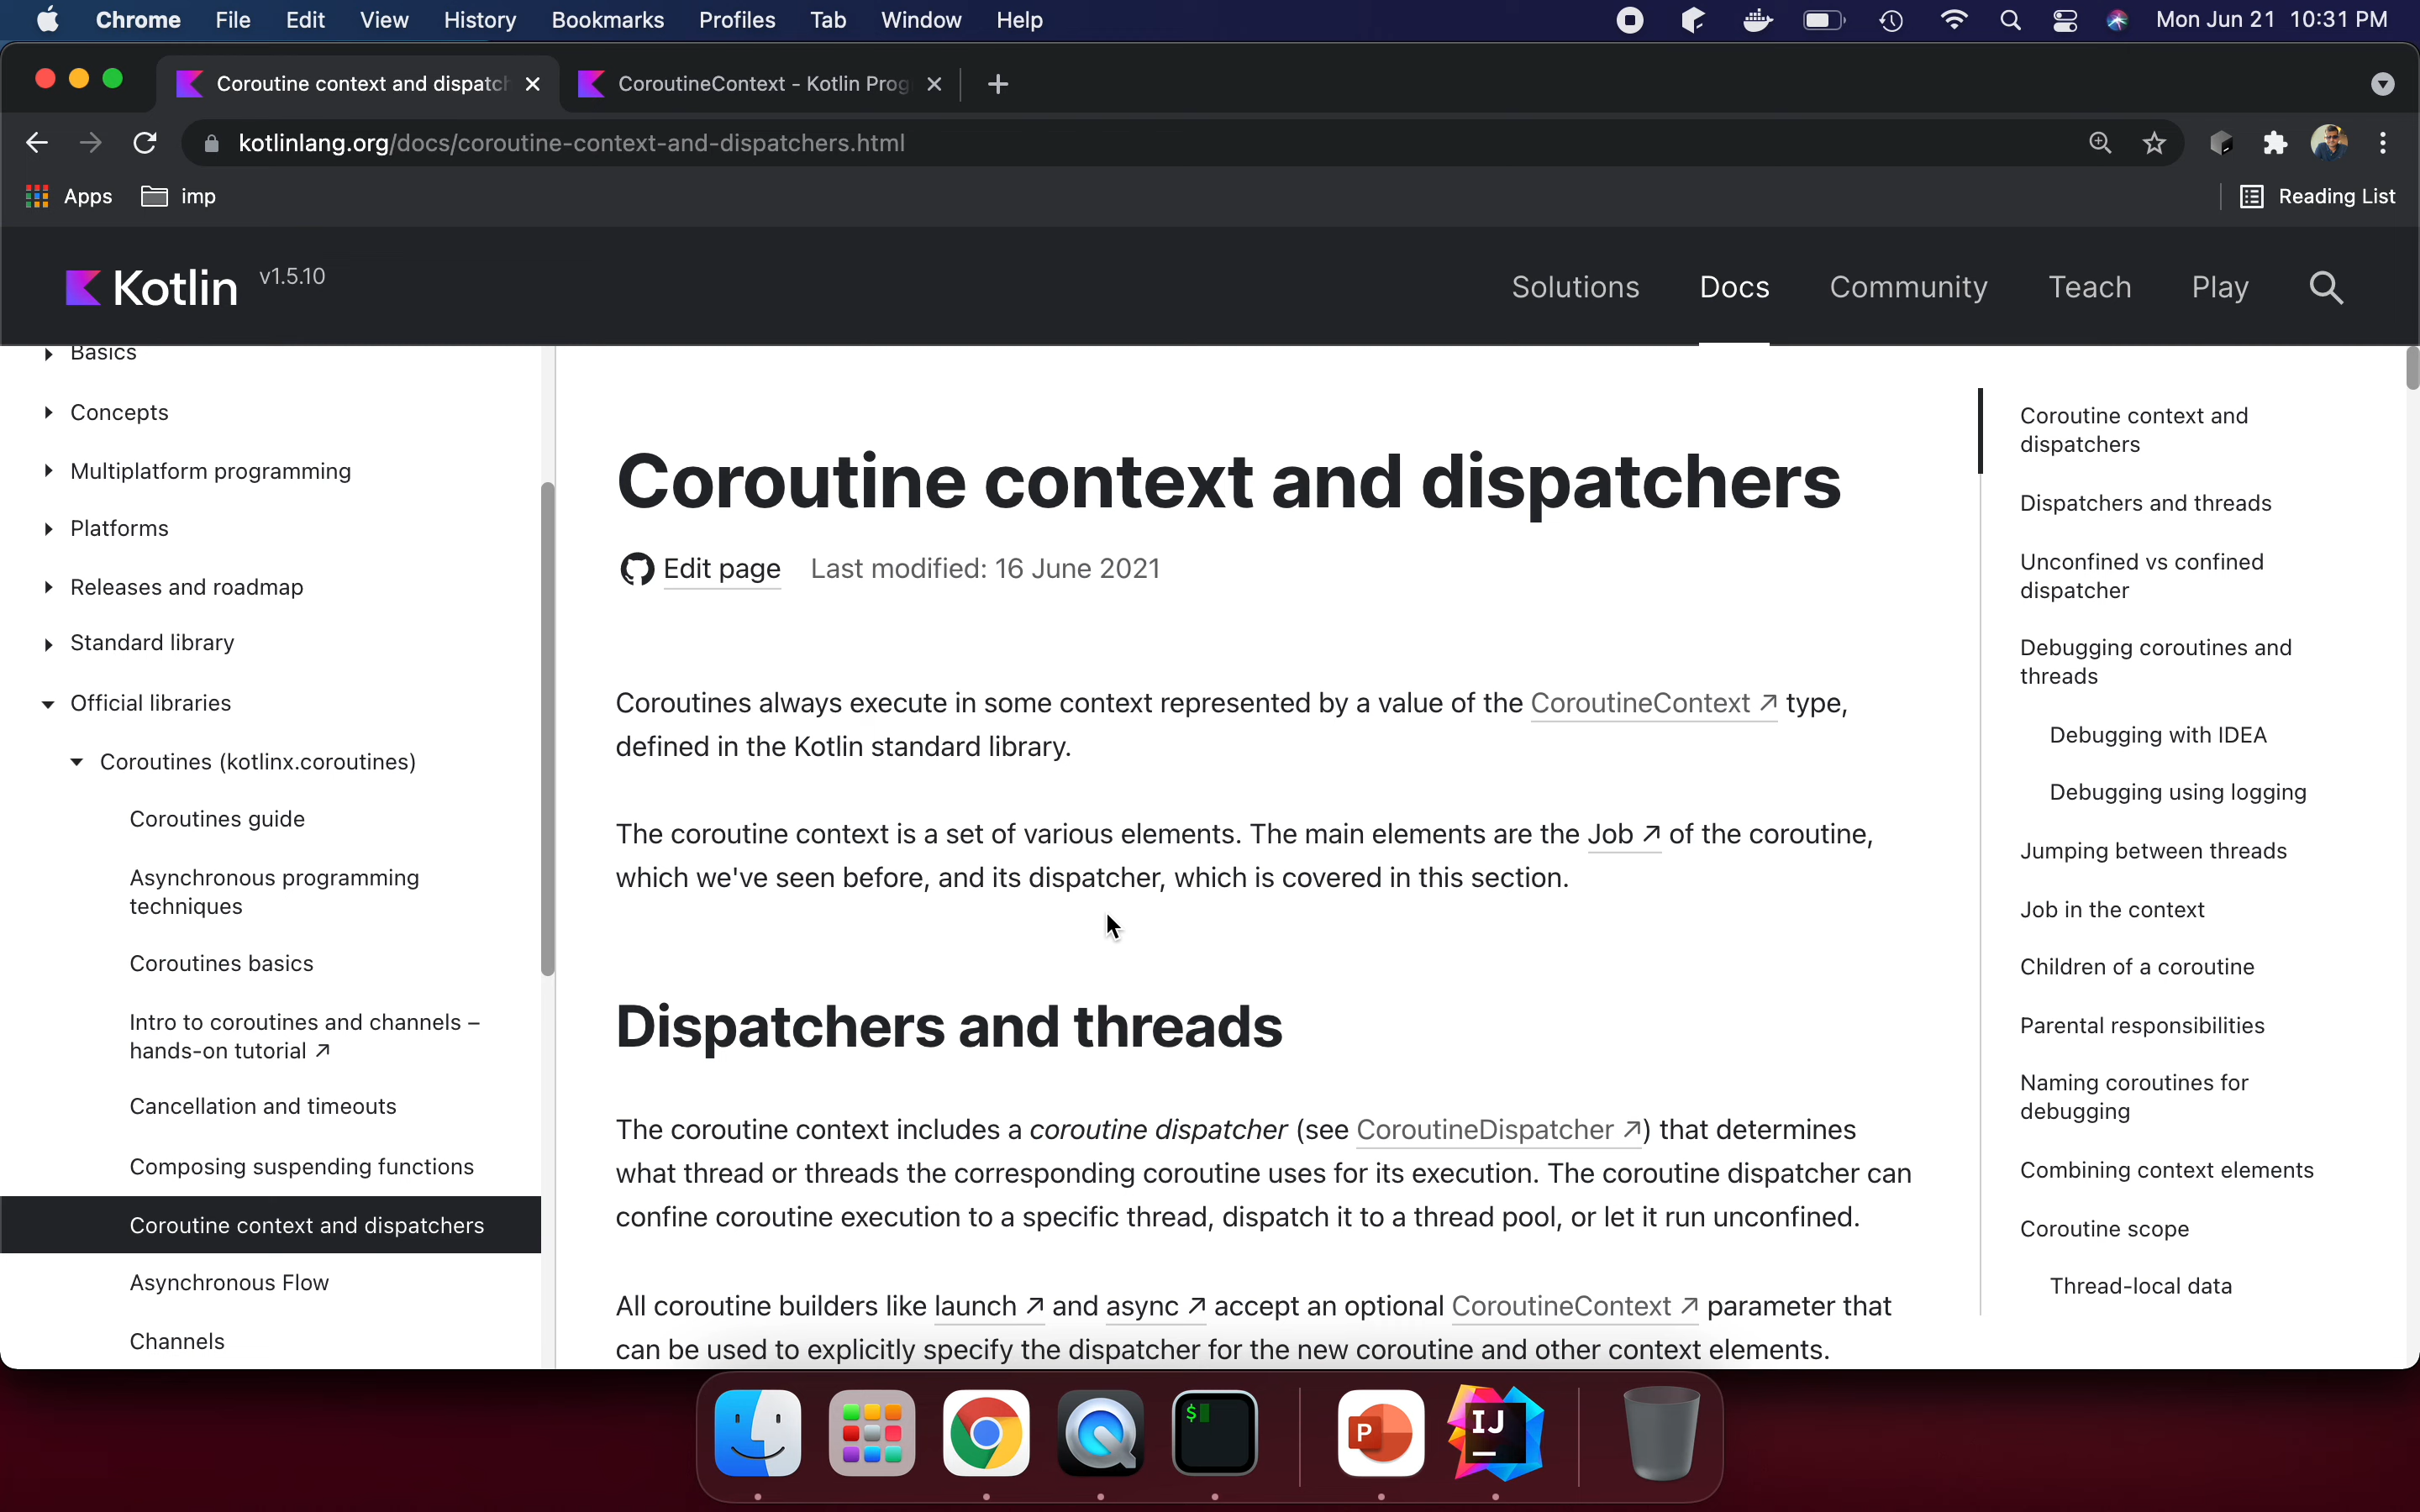 Chrome File Edit View History Bookmarks Profiles Tab Window Help Mon Jun 21 10:31 PM
Coroutine context and dispatch CoroutineContext - Kotlin Prog
kotlinlang.org/docs/coroutine-context-and-dispatchers.html
Apps imp Reading List
Kotlin v1.5.10 Solutions Docs Community Teach Play
Basics
Concepts
Multiplatform programming
Platforms
Releases and roadmap
Standard library
Official libraries
Coroutines (kotlinx.coroutines)
Coroutines guide
Asynchronous programming
techniques
Coroutines basics
Intro to coroutines and channels –
hands-on tutorial ↗
Cancellation and timeouts
Composing suspending functions
Coroutine context and dispatchers
Asynchronous Flow
Channels
Coroutine context and dispatchers
Edit page Last modified: 16 June 2021
Coroutines always execute in some context represented by a value of the CoroutineContext ↗ type,
defined in the Kotlin standard library.
The coroutine context is a set of various elements. The main elements are the Job ↗ of the coroutine,
which we've seen before, and its dispatcher, which is covered in this section.
Dispatchers and threads
The coroutine context includes a coroutine dispatcher (see CoroutineDispatcher ↗) that determines
what thread or threads the corresponding coroutine uses for its execution. The coroutine dispatcher can
confine coroutine execution to a specific thread, dispatch it to a thread pool, or let it run unconfined.
All coroutine builders like launch ↗ and async ↗ accept an optional CoroutineContext ↗ parameter that
can be used to explicitly specify the dispatcher for the new coroutine and other context elements.
Coroutine context and
dispatchers
Dispatchers and threads
Unconfined vs confined
dispatcher
Debugging coroutines and
threads
Debugging with IDEA
Debugging using logging
Jumping between threads
Job in the context
Children of a coroutine
Parental responsibilities
Naming coroutines for
debugging
Combining context elements
Coroutine scope
Thread-local data
$ P IJ